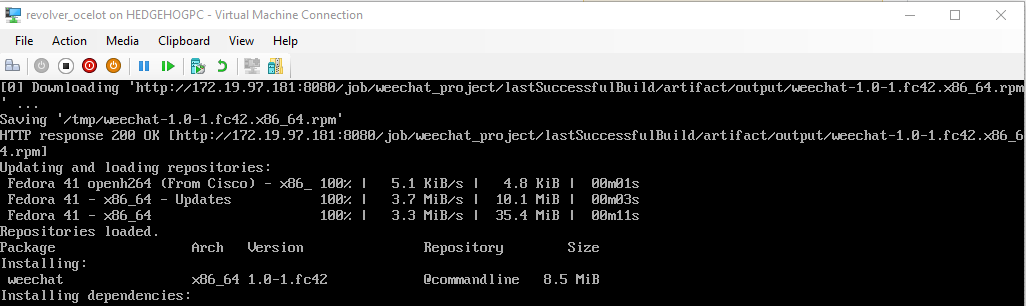 revolver_ocelot on HEDGEHOGPC - Virtual Machine Connection
File Action Media Clipboard View Help
[0] Downloading 'http://172.19.97.181:8080/job/weechat_project/lastSuccessfulBuild/artifact/output/weechat-1.0-1.fc42.x86_64.rpm
' ...
Saving '/tmp/weechat-1.0-1.fc42.x86_64.rpm'
HTTP response 200 OK [http://172.19.97.181:8080/job/weechat_project/lastSuccessfulBuild/artifact/output/weechat-1.0-1.fc42.x86_6
4.rpm]
Updating and loading repositories:
Fedora 41 openh264 (From Cisco) - x86_ 100% | 5.1 KiB/s | 4.8 KiB | 00m01s
Fedora 41 - x86_64 - Updates 100% | 3.7 MiB/s | 10.1 MiB | 00m03s
Fedora 41 - x86_64 100% | 3.3 MiB/s | 35.4 MiB | 00m11s
Repositories loaded.
Package Arch Version Repository Size
Installing:
weechat x86_64 1.0-1.fc42 @commandline 8.5 MiB
Installing dependencies: